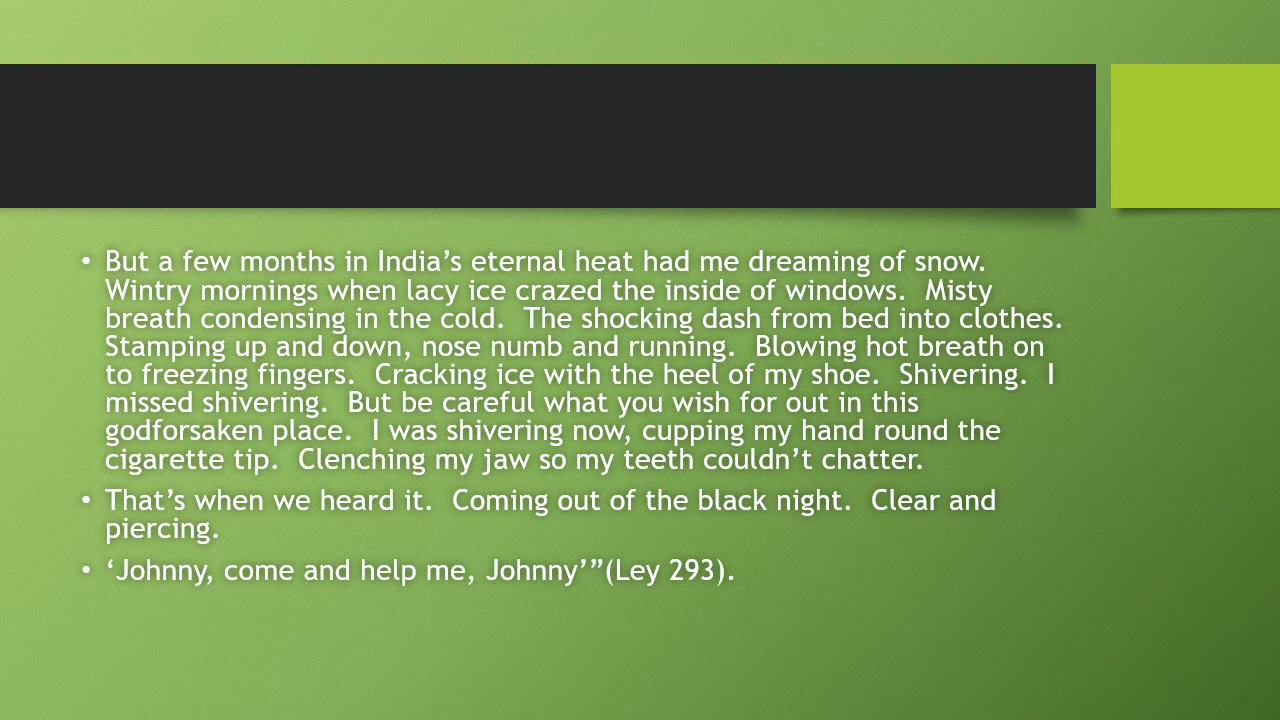 • But a few months in India’s eternal heat had me dreaming of snow.
Wintry mornings when lacy ice crazed the inside of windows.  Misty
breath condensing in the cold.  The shocking dash from bed into clothes.
Stamping up and down, nose numb and running.  Blowing hot breath on
to freezing fingers.  Cracking ice with the heel of my shoe.  Shivering.  I
missed shivering.  But be careful what you wish for out in this
godforsaken place.  I was shivering now, cupping my hand round the
cigarette tip.  Clenching my jaw so my teeth couldn’t chatter.
• That’s when we heard it.  Coming out of the black night.  Clear and
piercing.
• ‘Johnny, come and help me, Johnny’”(Ley 293).